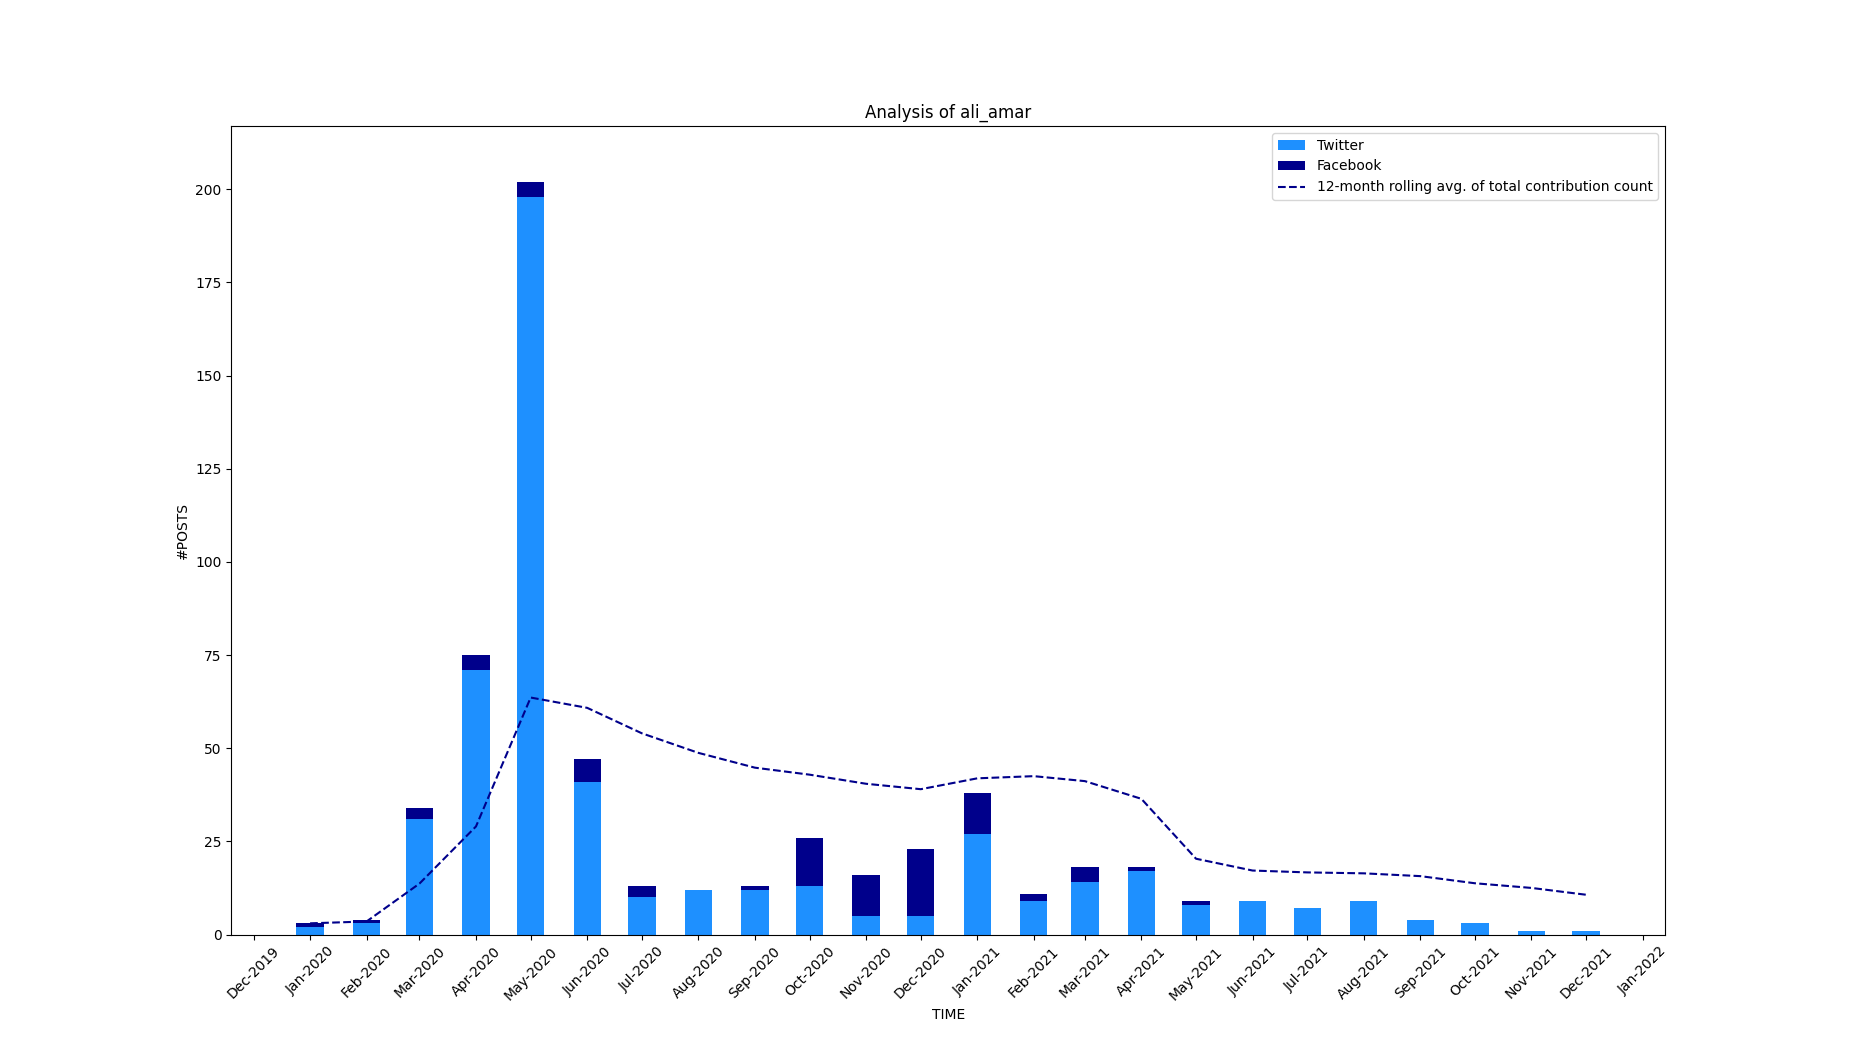 Analysis of ali_amar
Twitter
Facebook
12-month rolling avg. of total contribution count
200
175
150
125
100
75
50
25
0
#POSTS
Dec-2019
Jan-2020
Feb-2020
Mar-2020
Apr-2020
May-2020
Jun-2020
Jul-2020
Aug-2020
Sep-2020
Oct-2020
Nov-2020
Dec-2020
Jan-2021
Feb-2021
Mar-2021
Apr-2021
May-2021
Jun-2021
Jul-2021
Aug-2021
Sep-2021
Oct-2021
Nov-2021
Dec-2021
Jan-2022
TIME